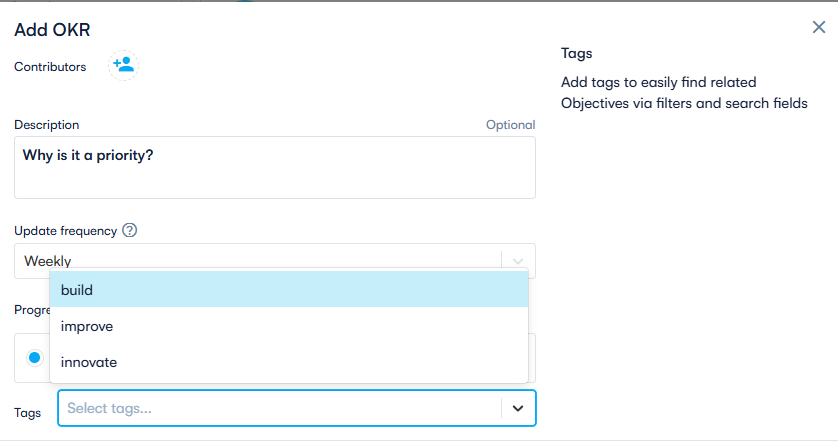 Add OKR
Contributors
Description
Optional
Why is it a priority?
Update frequency
Weekly
build
Progre
improve
innovate
Tags
Select tags...
Tags
Add tags to easily find related
Objectives via filters and search fields